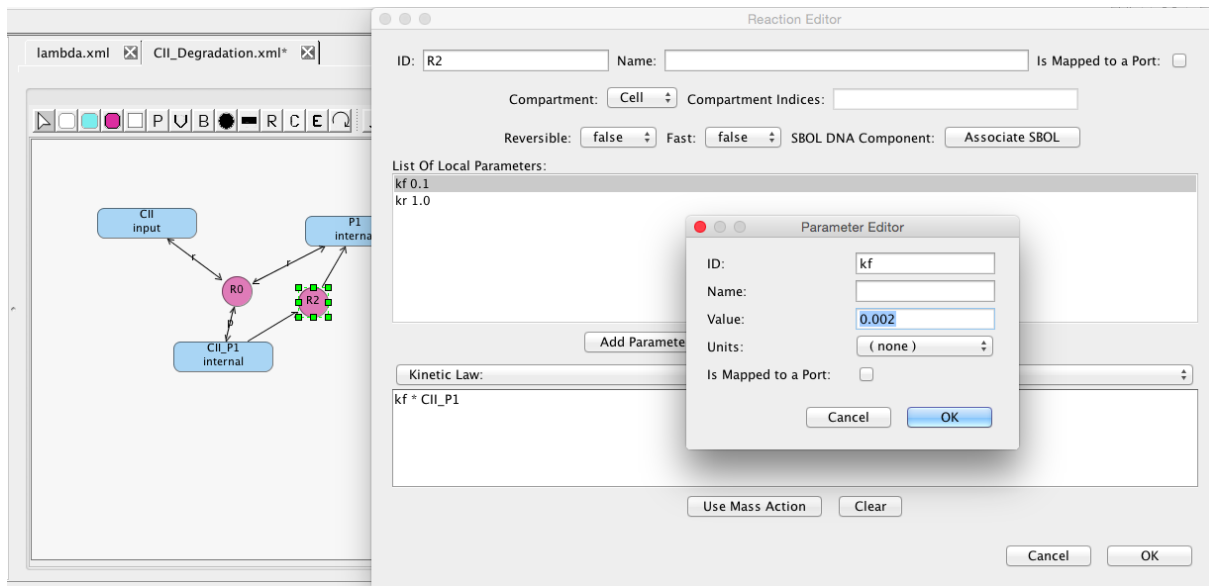 Reaction Editor
lambda.xml
CII_Degradation.xml*
P V B R C E
CII
input
P1
interna
r
r
R0
R2
p
CII_P1
internal
ID: R2 Name: Is Mapped to a Port:
Compartment: Cell Compartment Indices:
Reversible: false Fast: false SBOL DNA Component: Associate SBOL
List Of Local Parameters:
kf 0.1
kr 1.0
Add Paramete
Kinetic Law:
kf * CII_P1
Use Mass Action Clear
Cancel OK
Parameter Editor
ID: kf
Name:
Value: 0.002
Units: ( none )
Is Mapped to a Port:
Cancel OK